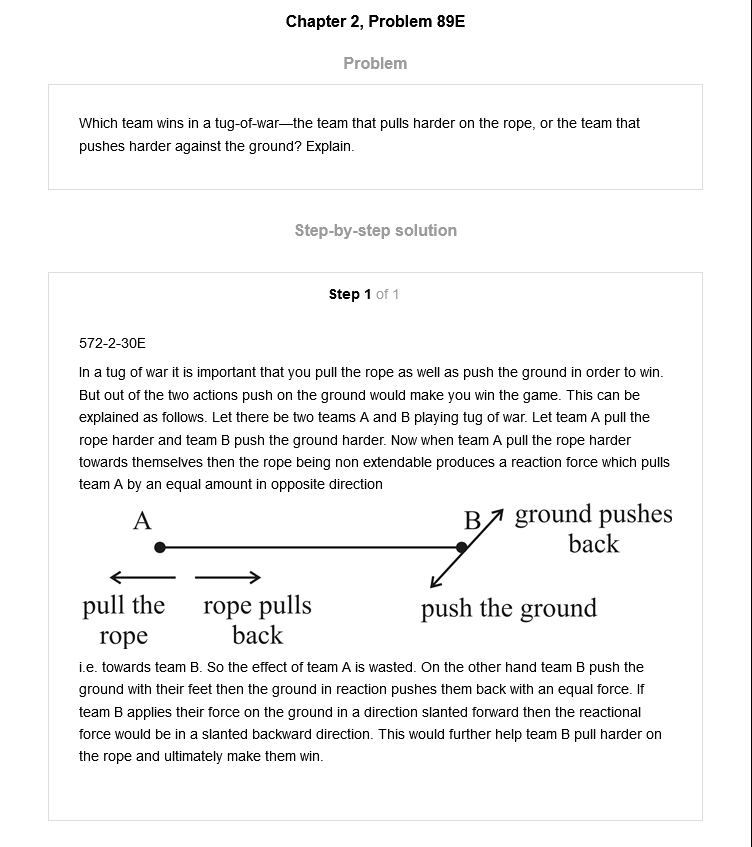 Chapter 2, Problem 89E
Problem
Which team wins in a tug-of-war—the team that pulls harder on the rope, or the team that
pushes harder against the ground? Explain.
Step-by-step solution
Step 1 of 1
572-2-30E
In a tug of war it is important that you pull the rope as well as push the ground in order to win.
But out of the two actions push on the ground would make you win the game. This can be
explained as follows. Let there be two teams A and B playing tug of war. Let team A pull the
rope harder and team B push the ground harder. Now when team A pull the rope harder
towards themselves then the rope being non extendable produces a reaction force which pulls
team A by an equal amount in opposite direction
A
B
ground pushes
back
pull the
rope
rope pulls
back
push the ground
i.e. towards team B. So the effect of team A is wasted. On the other hand team B push the
ground with their feet then the ground in reaction pushes them back with an equal force. If
team B applies their force on the ground in a direction slanted forward then the reactional
force would be in a slanted backward direction. This would further help team B pull harder on
the rope and ultimately make them win.